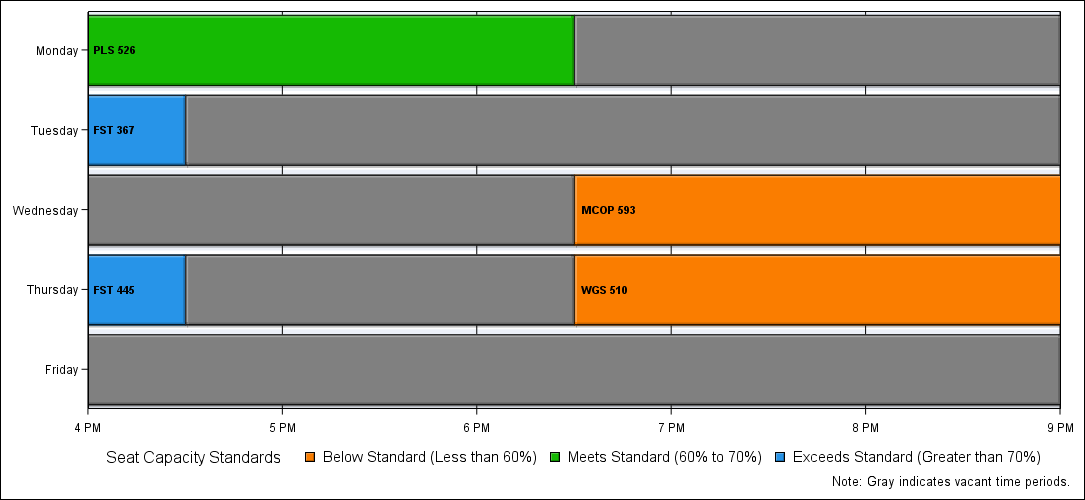 Monday
PLS 526
Tuesday
FST 367
Wednesday
MCOP 593
Thursday
FST 445
WGS 510
Friday
4 PM
5 PM
6 PM
7 PM
8 PM
9 PM
Seat Capacity Standards
Below Standard (Less than 60%)
Meets Standard (60% to 70%)
Exceeds Standard (Greater than 70%)
Note: Gray indicates vacant time periods.